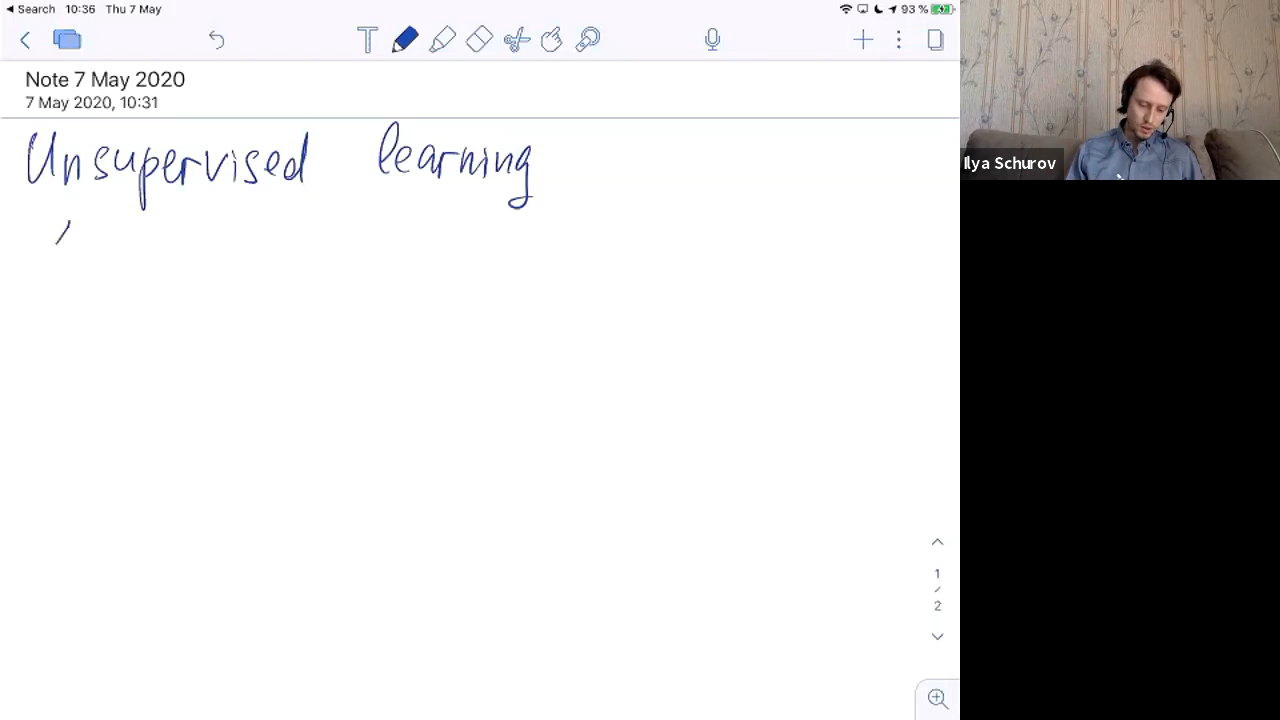 Search 10:36 Thu 7 May 93 %
T
Note 7 May 2020
7 May 2020, 10:31
Unsupervised learning
Ilya Schurov
1
2